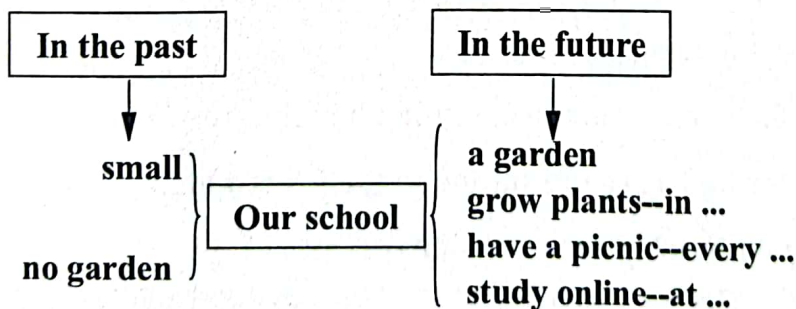 In the past
In the future
small
no garden
Our school
a garden
grow plants--in ...
have a picnic--every ...
study online--at ...